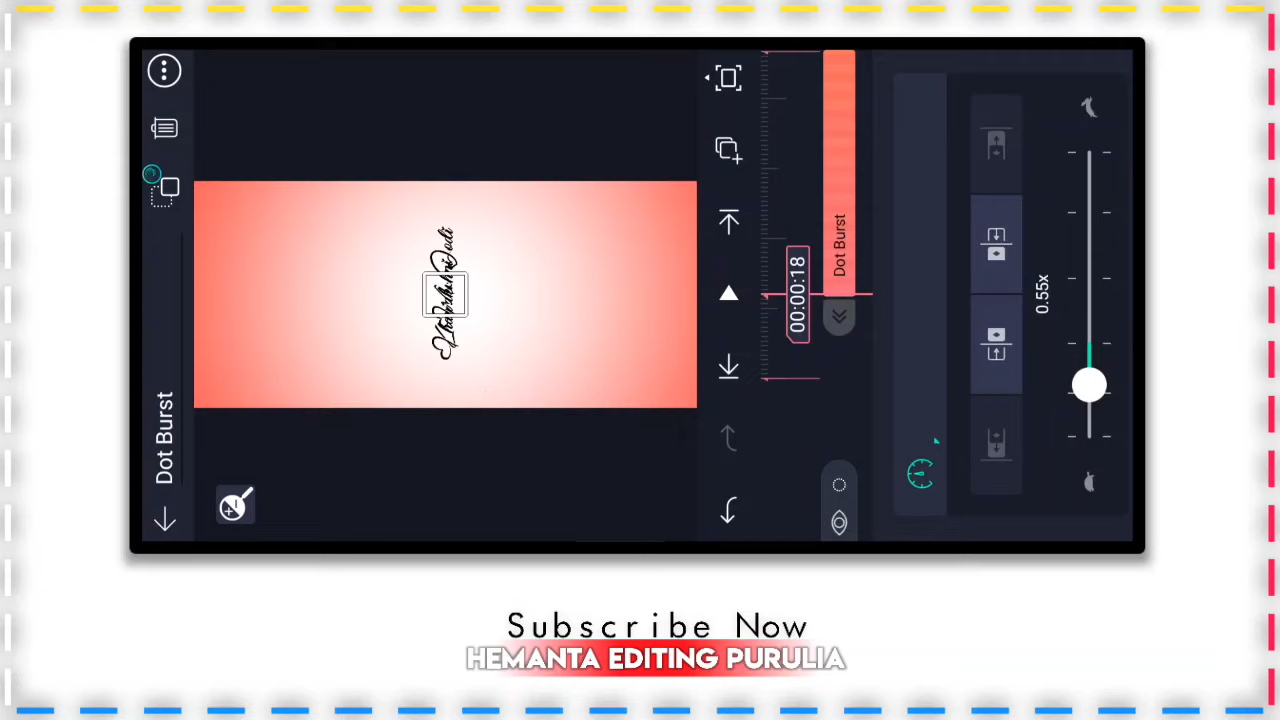 Dot Burst
00:00:18
Dot Burst
0.55x
Subscribe Now
HEMANTA EDITING PURULIA